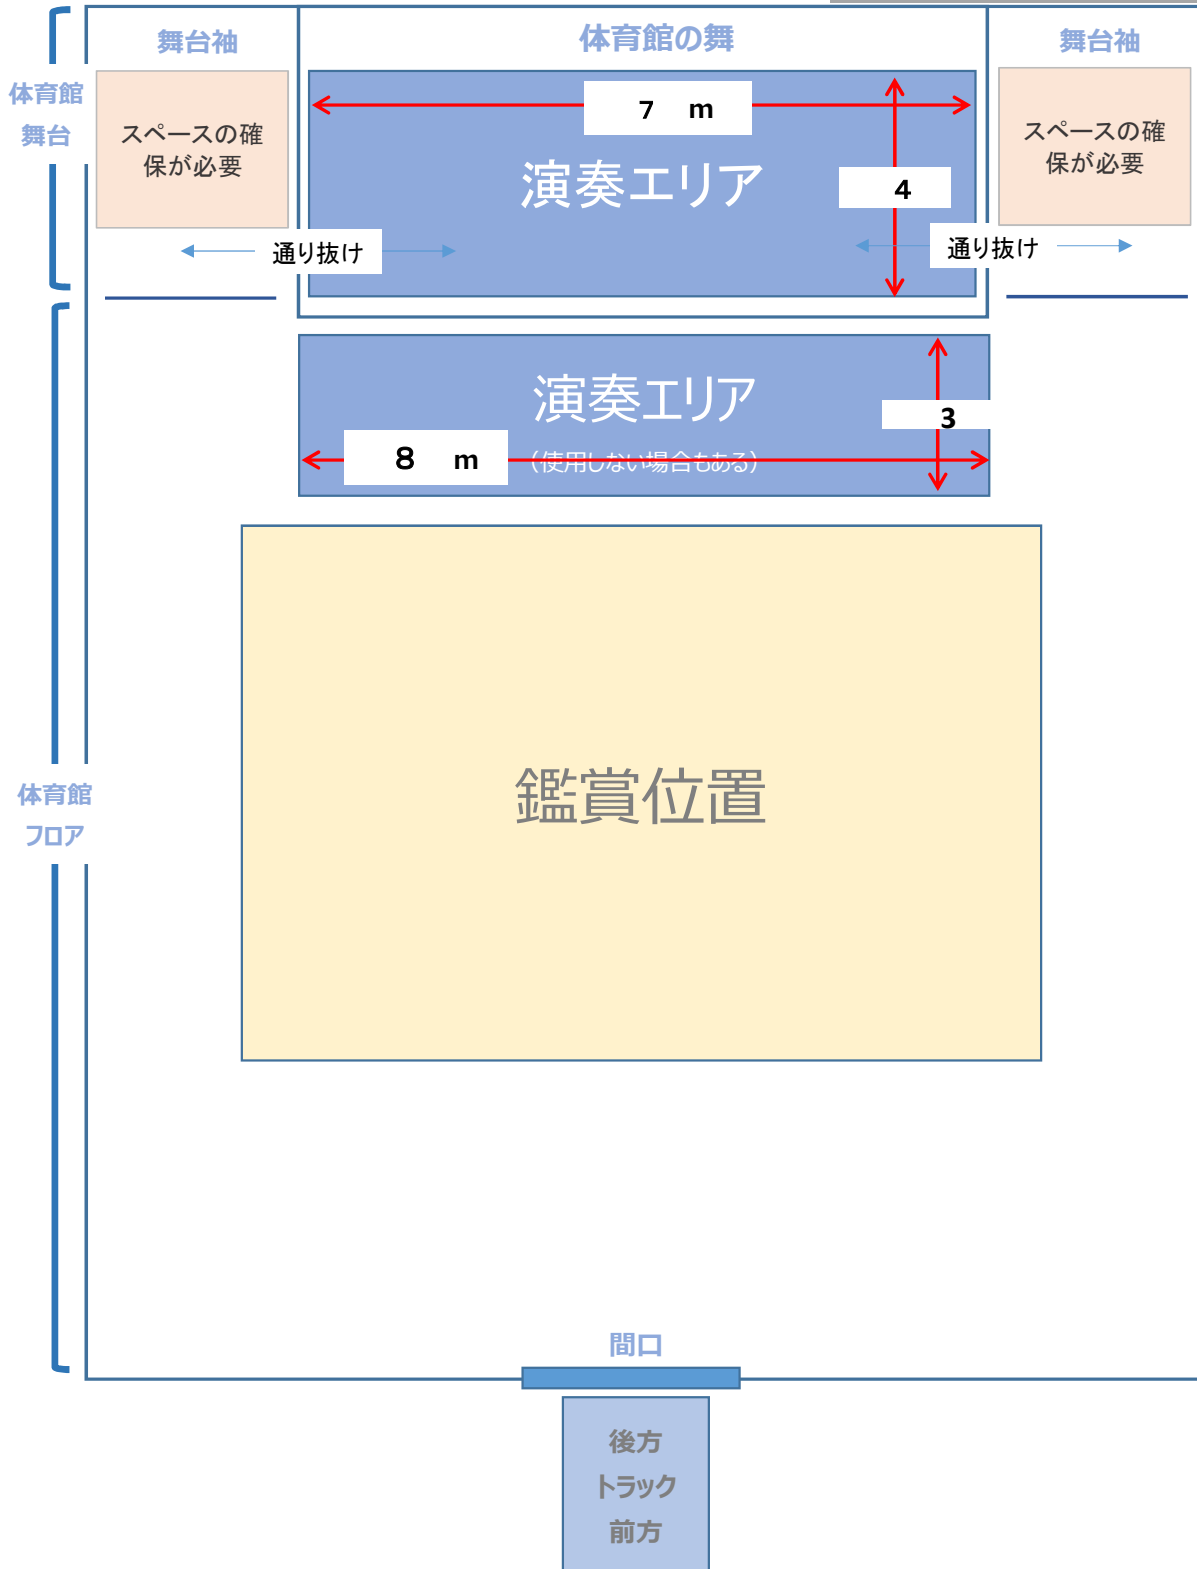 舞台袖
体育館の舞
舞台袖
体育館
舞台
スペースの確
保が必要
7 m
演奏エリア
4
スペースの確
保が必要
通り抜け
通り抜け
演奏エリア
3
8 m
（使用しない場合もある）
鑑賞位置
体育館
フロア
間口
後方
トラック
前方